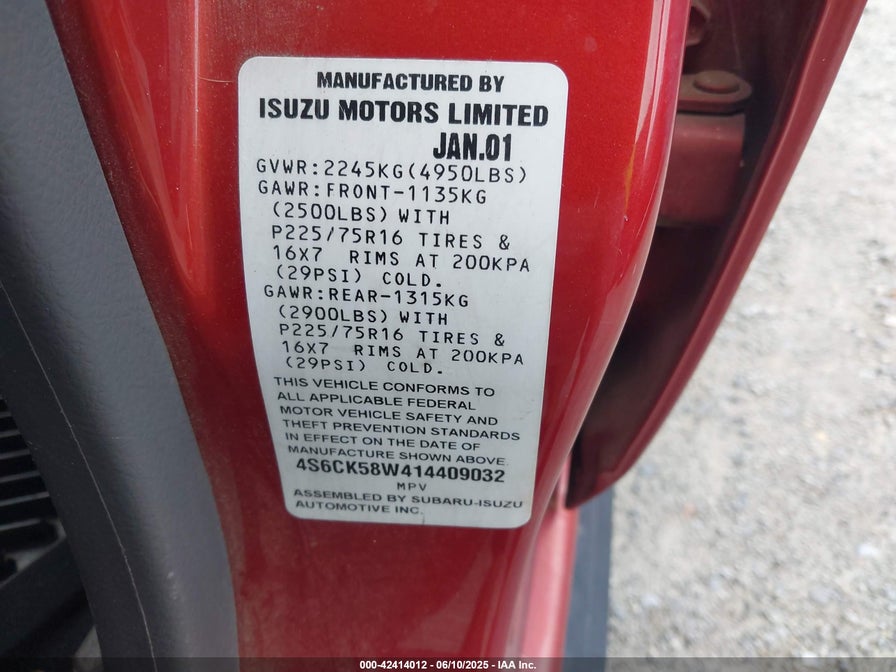 MANUFACTURED BY
ISUZU MOTORS LIMITED
JAN.01
GVWR:2245KG(4950LBS)
GAWR:FRONT-1135KG
(2500LBS) WITH
P225/75R16 TIRES &
16X7 RIMS AT 200KPA
(29PSI) COLD.
GAWR:REAR-1315KG
(2900LBS) WITH
P225/75R16 TIRES &
16X7 RIMS AT 200KPA
(29PSI) COLD.
THIS VEHICLE CONFORMS TO
ALL APPLICABLE FEDERAL
MOTOR VEHICLE SAFETY AND
THEFT PREVENTION STANDARDS
IN EFFECT ON THE DATE OF
MANUFACTURE SHOWN ABOVE.
4S6CK58W414409032
MPV
ASSEMBLED BY SUBARU-ISUZU
AUTOMOTIVE INC.
000-42414012 - 06/10/2025 - IAA Inc.